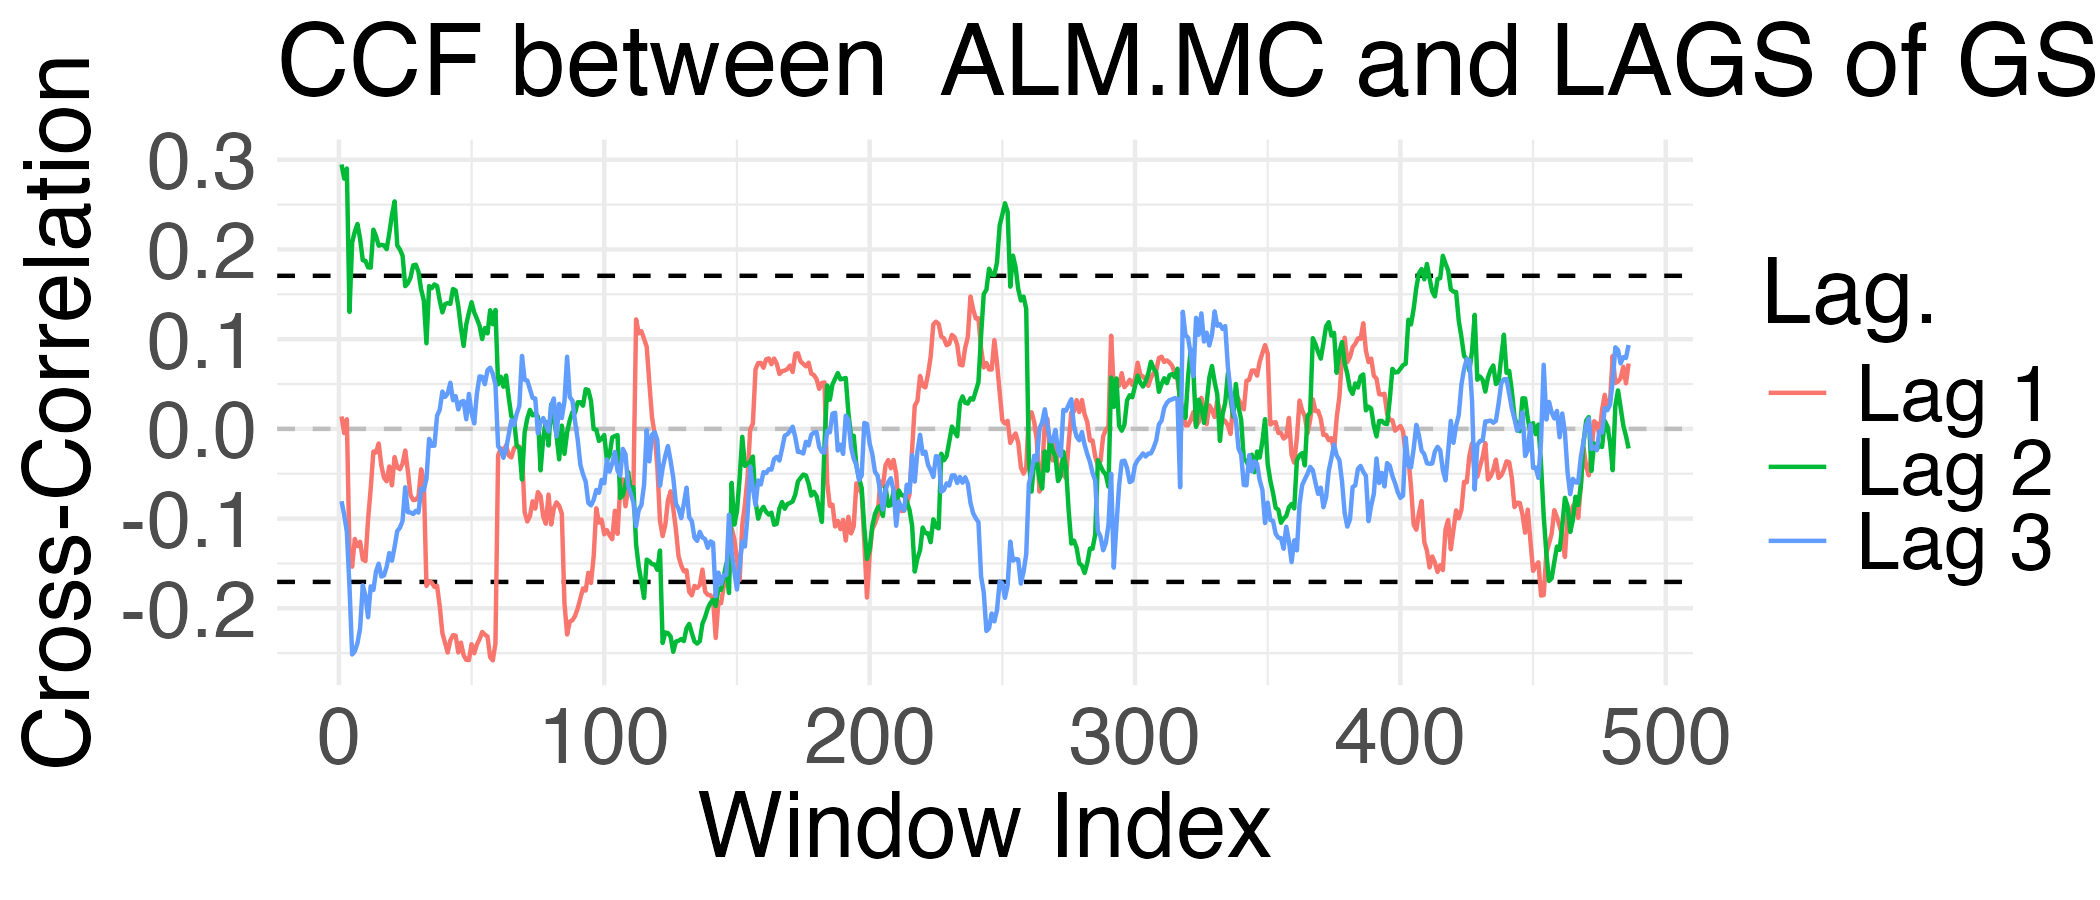 CCF between  ALM.MC and LAGS of GS
Cross-Correlation
0.3
0.2
0.1
0.0
-0.1
-0.2
0 100 200 300 400 500
Window Index
Lag.
Lag 1
Lag 2
Lag 3